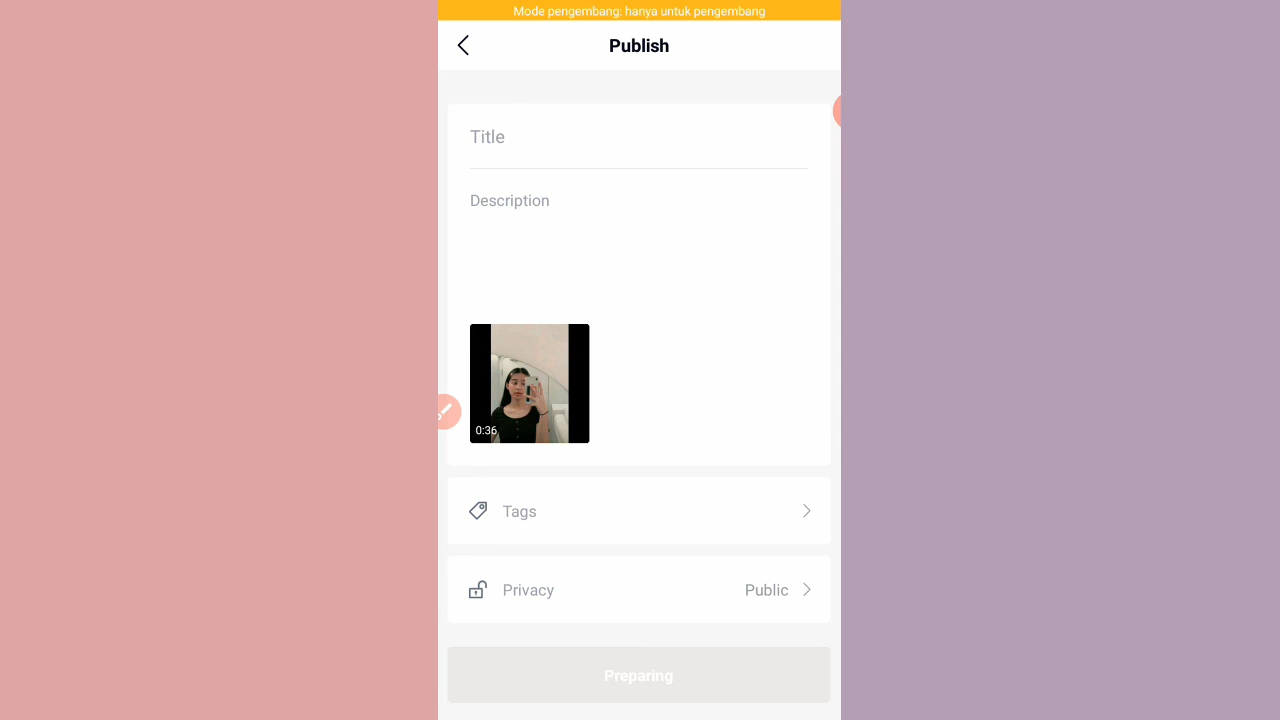 Mode pengembang: hanya untuk pengembang
Publish
Title
Description
0:36
Tags
Privacy
Public
Preparing